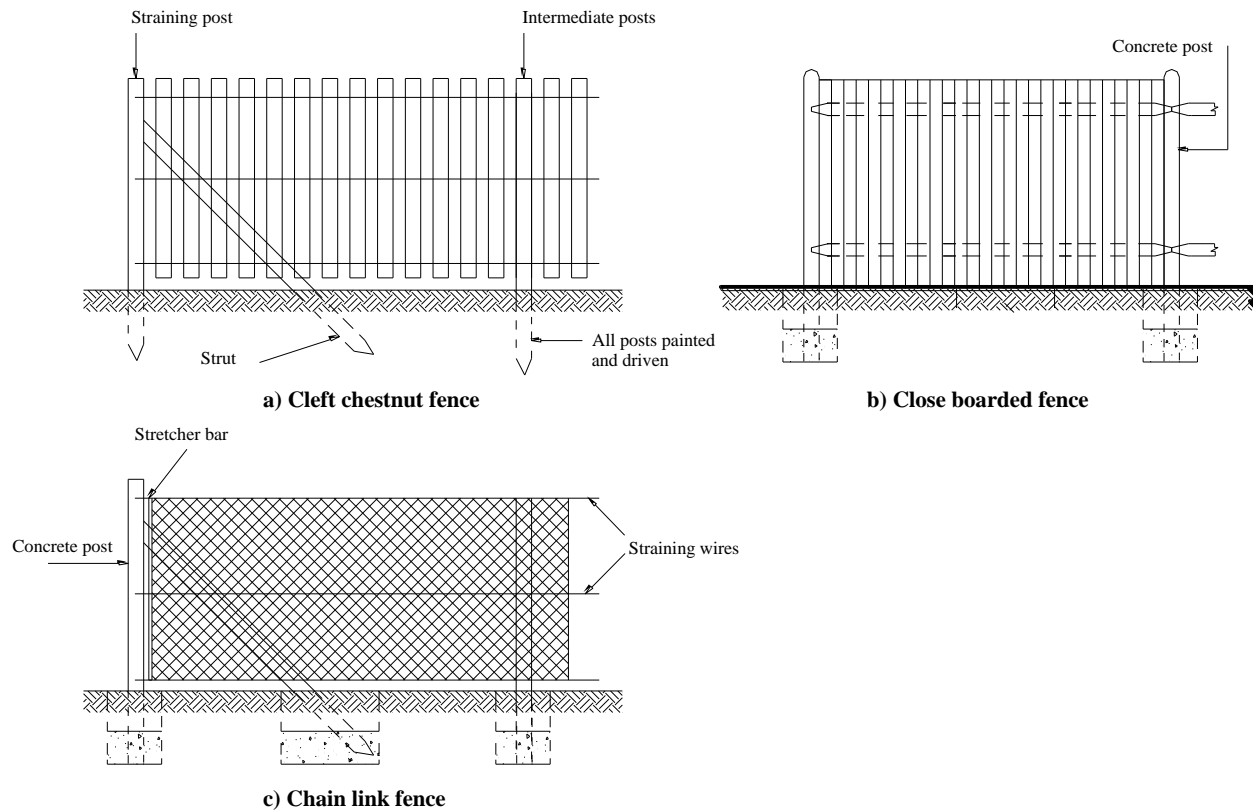 Straining post
Intermediate posts
Concrete post
Strut
All posts painted
and driven
a) Cleft chestnut fence
b) Close boarded fence
Stretcher bar
Concrete post
Straining wires
c) Chain link fence